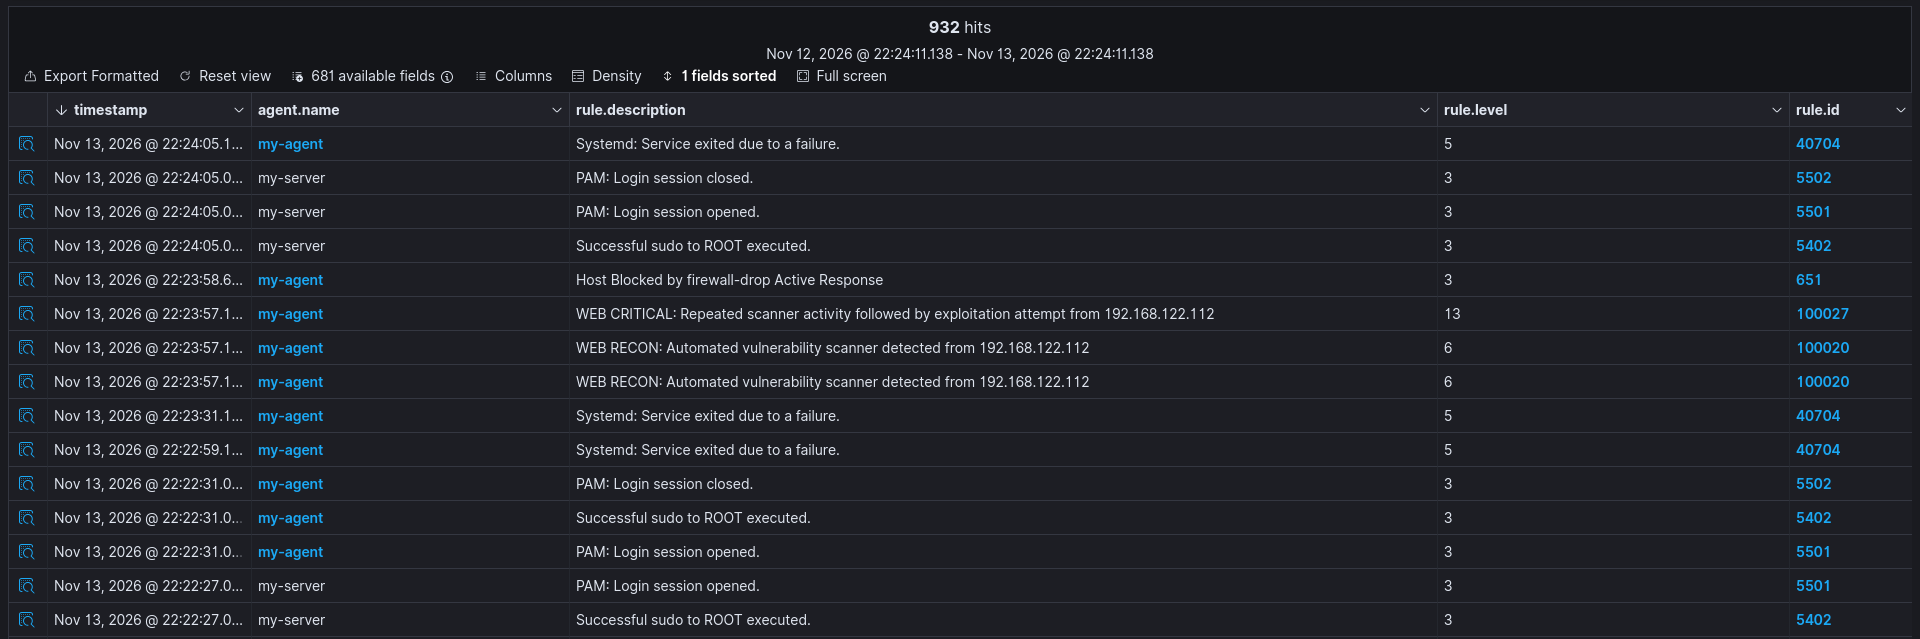 932 hits
Nov 12, 2026 @ 22:24:11.138 - Nov 13, 2026 @ 22:24:11.138
Export Formatted Reset view 681 available fields Columns Density 1 fields sorted Full screen
timestamp agent.name rule.description rule.level rule.id
Nov 13, 2026 @ 22:24:05.1... my-agent Systemd: Service exited due to a failure. 5 40704
Nov 13, 2026 @ 22:24:05.0... my-server PAM: Login session closed. 3 5502
Nov 13, 2026 @ 22:24:05.0... my-server PAM: Login session opened. 3 5501
Nov 13, 2026 @ 22:24:05.0... my-server Successful sudo to ROOT executed. 3 5402
Nov 13, 2026 @ 22:23:58.6... my-agent Host Blocked by firewall-drop Active Response 3 651
Nov 13, 2026 @ 22:23:57.1... my-agent WEB CRITICAL: Repeated scanner activity followed by exploitation attempt from 192.168.122.112 13 100027
Nov 13, 2026 @ 22:23:57.1... my-agent WEB RECON: Automated vulnerability scanner detected from 192.168.122.112 6 100020
Nov 13, 2026 @ 22:23:57.1... my-agent WEB RECON: Automated vulnerability scanner detected from 192.168.122.112 6 100020
Nov 13, 2026 @ 22:23:31.1... my-agent Systemd: Service exited due to a failure. 5 40704
Nov 13, 2026 @ 22:22:59.1... my-agent Systemd: Service exited due to a failure. 5 40704
Nov 13, 2026 @ 22:22:31.0... my-agent PAM: Login session closed. 3 5502
Nov 13, 2026 @ 22:22:31.0... my-agent Successful sudo to ROOT executed. 3 5402
Nov 13, 2026 @ 22:22:31.0... my-agent PAM: Login session opened. 3 5501
Nov 13, 2026 @ 22:22:27.0... my-server PAM: Login session opened. 3 5501
Nov 13, 2026 @ 22:22:27.0... my-server Successful sudo to ROOT executed. 3 5402